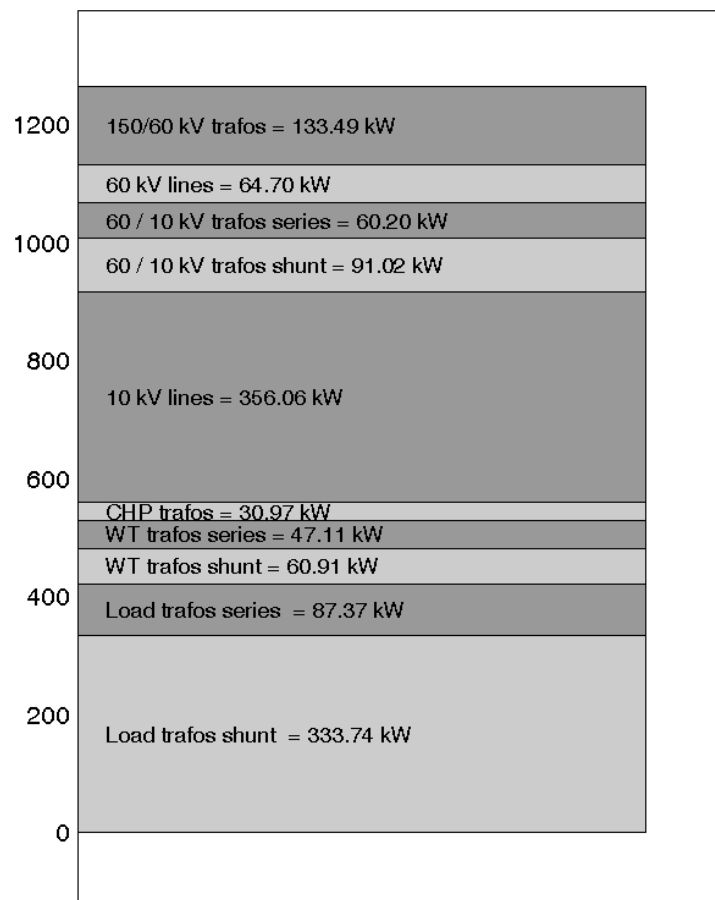 1200
150/60 kV trafos = 133.49 kW
60 kV lines = 64.70 kW
60 / 10 kV trafos series = 60.20 kW
1000
60 / 10 kV trafos shunt = 91.02 kW
800
10 kV lines = 356.06 kW
600
CHP trafos = 30.97 kW
WT trafos series = 47.11 kW
WT trafos shunt = 60.91 kW
400
Load trafos series = 87.37 kW
200
Load trafos shunt = 333.74 kW
0